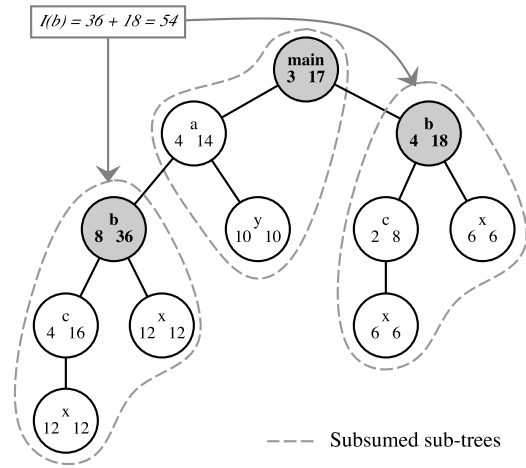 I(b) = 36 + 18 = 54
main
3 17
a
4 14
b
4 18
b
8 36
y
10 10
c
2 8
x
6 6
c
4 16
x
12 12
x
6 6
x
12 12
Subsumed sub-trees